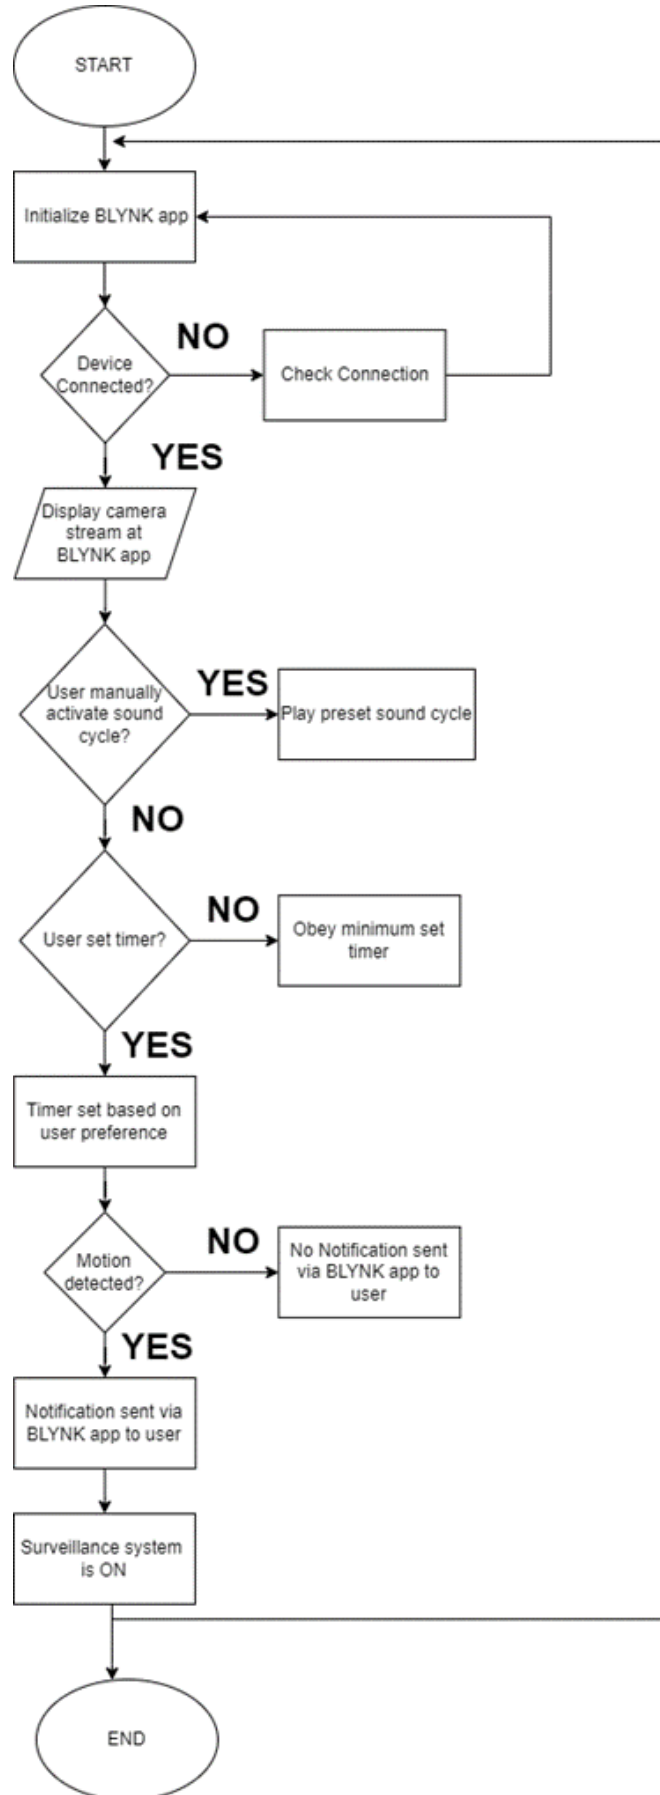 START
Initialize BLYNK app
NO
Device
Connected?
Check Connection
YES
Display camera
stream at
BLYNK app
User manually
activate sound
cycle?
YES
Play preset sound cycle
NO
User set timer?
NO
Obey minimum set
timer
YES
Timer set based on
user preference
Motion
detected?
NO
No Notification sent
via BLYNK app to
user
YES
Notification sent via
BLYNK app to user
Surveillance system
is ON
END